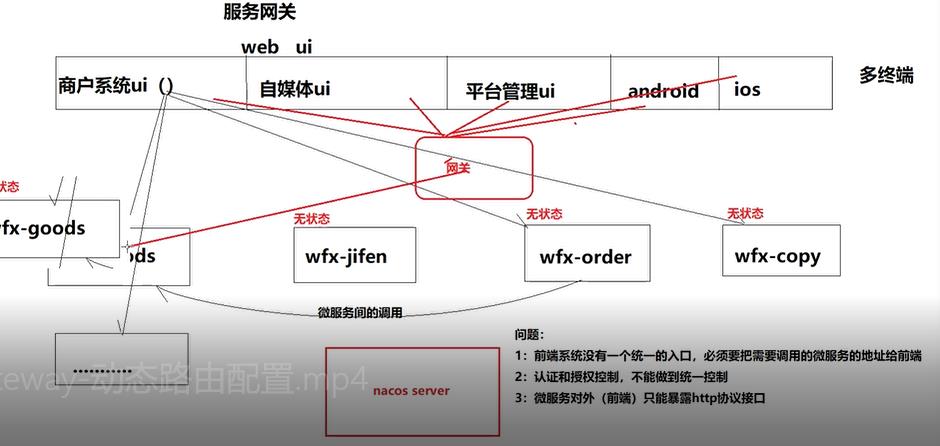 服务网关
web ui
商户系统ui（）
自媒体ui
平台管理ui
android
ios
多终端
网关
状态
无状态
无状态
无状态
fx-goods
ods
wfx-jifen
wfx-order
wfx-copy
微服务间的调用
............
nacos server
问题：
1：前端系统没有一个统一的入口，必须要把需要调用的微服务的地址给前端
2：认证和授权控制，不能做到统一控制
3：微服务对外（前端）只能暴露http协议接口
teway-动态路由配置.mp4